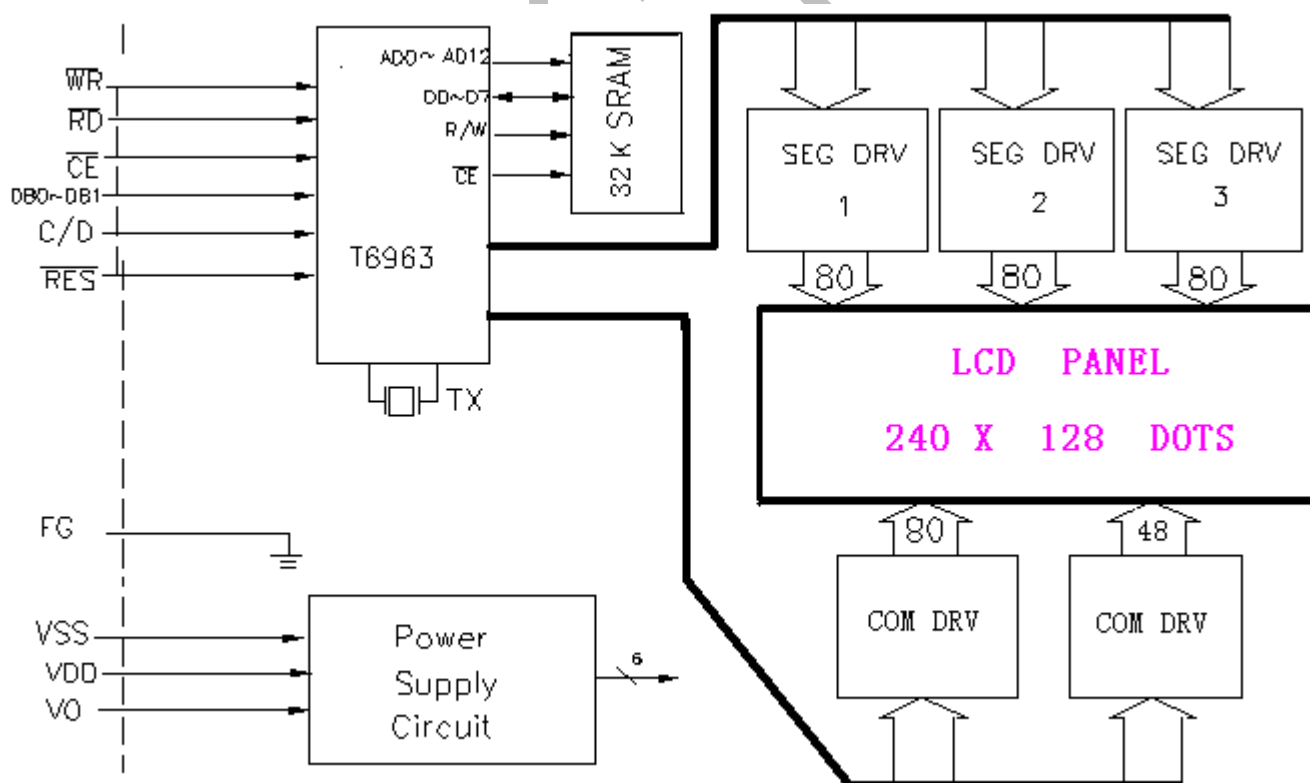 WR
RD
CE
DB0~DB1
C/D
RES
AD0~ AD12
D0~D7
R/W
CE
32 K SRAM
T6963
TX
SEG DRV
1
SEG DRV
2
SEG DRV
3
80
80
80
LCD PANEL
240 X 128 DOTS
80
48
COM DRV
COM DRV
FG
VSS
VDD
VO
Power
Supply
Circuit
6